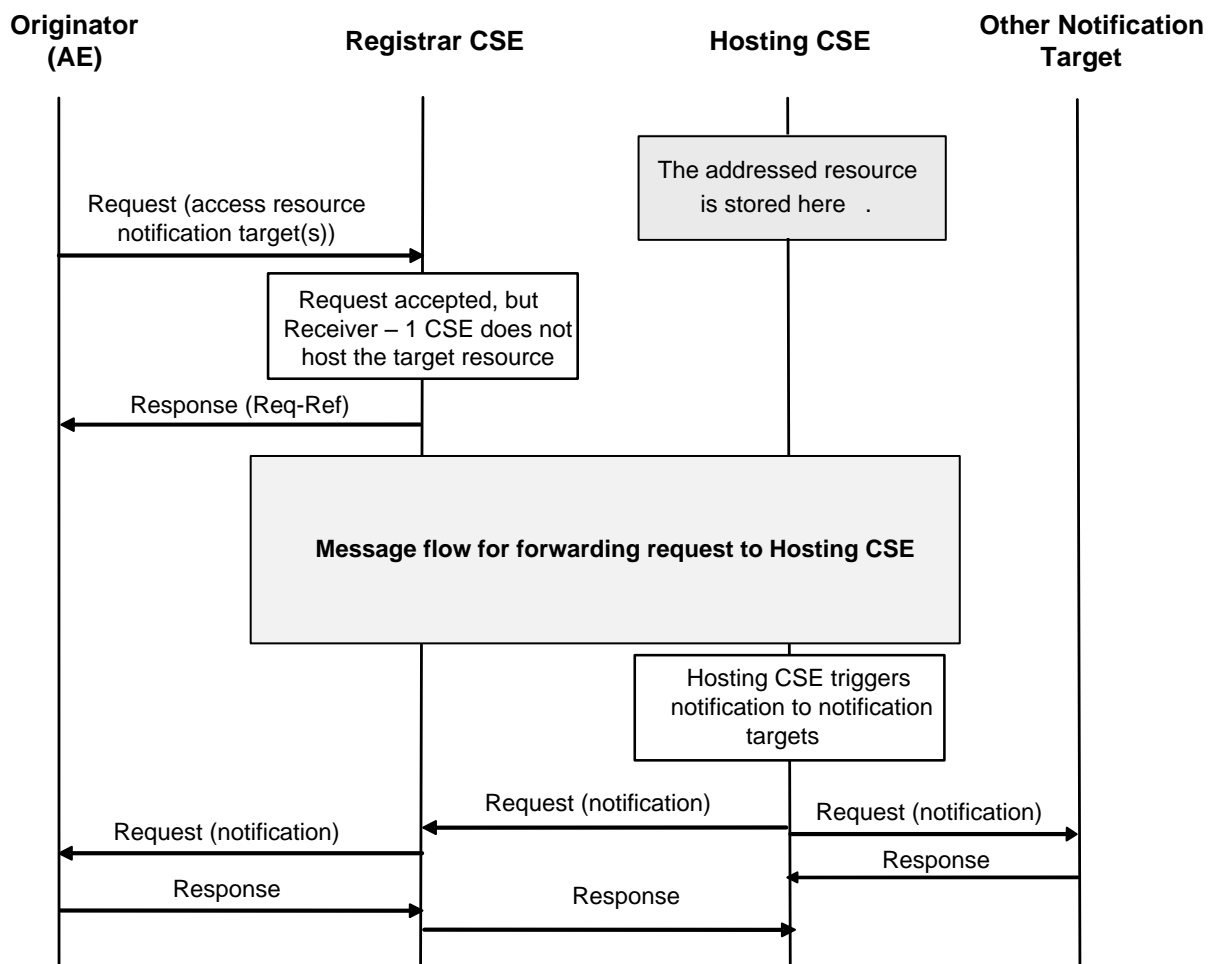 Originator
(AE)
Registrar CSE
Hosting CSE
Other Notification
Target
The addressed resource
is stored here .
Request (access resource
notification target(s))
Request accepted, but
Receiver – 1 CSE does not
host the target resource
Response (Req-Ref)
Message flow for forwarding request to Hosting CSE
Hosting CSE triggers
notification to notification
targets
Request (notification)
Request (notification)
Request (notification)
Response
Response
Response